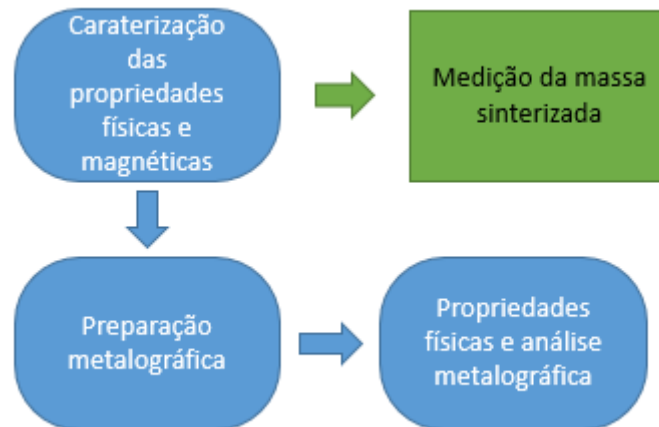 Caraterização
das
propriedades
físicas e
magnéticas
Medição da massa
sinterizada
Preparação
metalográfica
Propriedades
físicas e análise
metalográfica